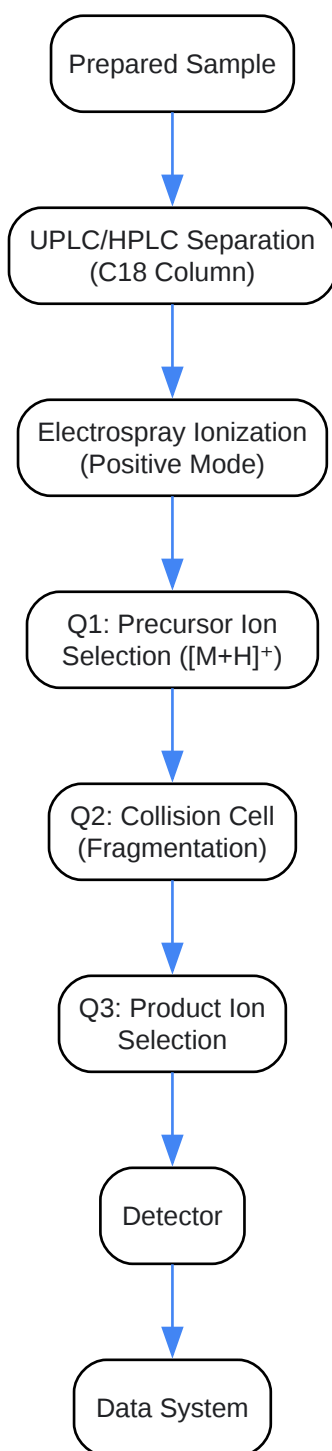 Prepared Sample
UPLC/HPLC Separation
(C18 Column)
Electrospray Ionization
(Positive Mode)
Q1: Precursor Ion
Selection ([M+H]⁺)
Q2: Collision Cell
(Fragmentation)
Q3: Product Ion
Selection
Detector
Data System